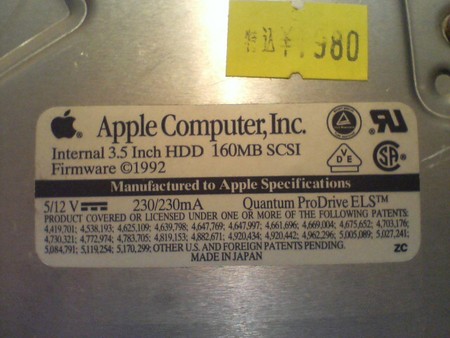 税込 ¥1980
Apple Computer, Inc.
Internal 3.5 Inch HDD 160MB SCSI
Firmware ©1992
VDE
Manufactured to Apple Specifications
5/12 V 230/230mA Quantum ProDrive ELS™
PRODUCT COVERED OR LICENSED UNDER ONE OR MORE OF THE FOLLOWING PATENTS:
4,419,701; 4,538,193; 4,625,109; 4,639,798; 4,647,769; 4,647,997; 4,661,696; 4,669,004; 4,675,652; 4,703,176;
4,730,321; 4,772,974; 4,783,705; 4,819,153; 4,882,671; 4,920,434; 4,920,442; 4,962,296; 5,005,089; 5,027,241;
5,084,791; 5,119,254; 5,170,299; OTHER U.S. AND FOREIGN PATENTS PENDING.
MADE IN JAPAN ZC